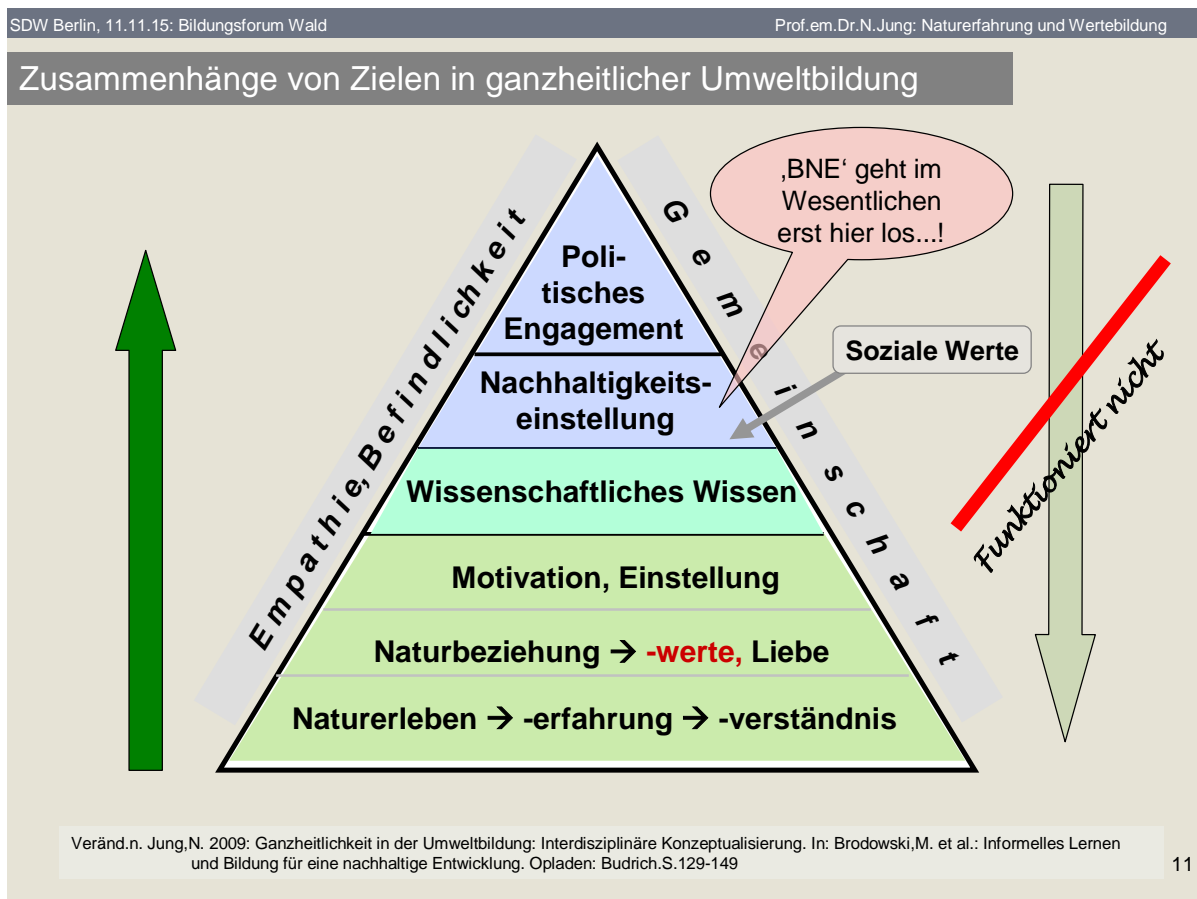 SDW Berlin, 11.11.15: Bildungsforum Wald
Prof.em.Dr.N.Jung: Naturerfahrung und Wertebildung
Zusammenhänge von Zielen in ganzheitlicher Umweltbildung
‚BNE‘ geht im
Wesentlichen
erst hier los...!
Empathie, Befindlichkeit
Gemeinschaft
Poli-
tisches
Engagement
Soziale Werte
Nachhaltigkeits-
einstellung
Funktioniert nicht
Wissenschaftliches Wissen
Motivation, Einstellung
Naturbeziehung → -werte, Liebe
Naturerleben → -erfahrung → -verständnis
Veränd.n. Jung,N. 2009: Ganzheitlichkeit in der Umweltbildung: Interdisziplinäre Konzeptualisierung. In: Brodowski,M. et al.: Informelles Lernen
und Bildung für eine nachhaltige Entwicklung. Opladen: Budrich.S.129-149
11